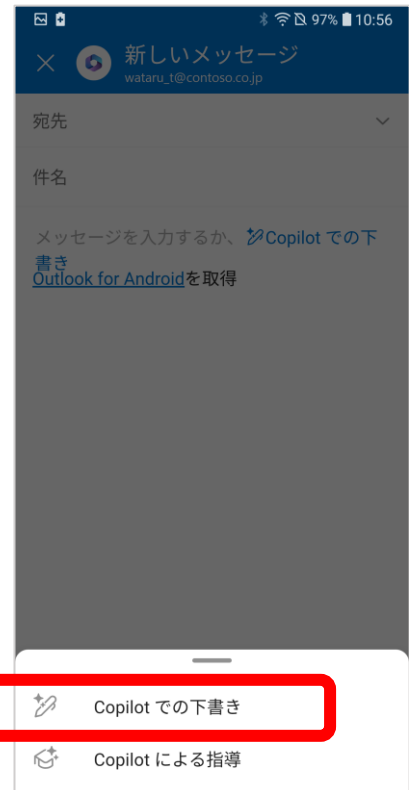 97% 10:56
新しいメッセージ
wataru_t@contoso.co.jp
宛先
件名
メッセージを入力するか、 Copilot での下
書き
Outlook for Androidを取得
Copilot での下書き
Copilot による指導